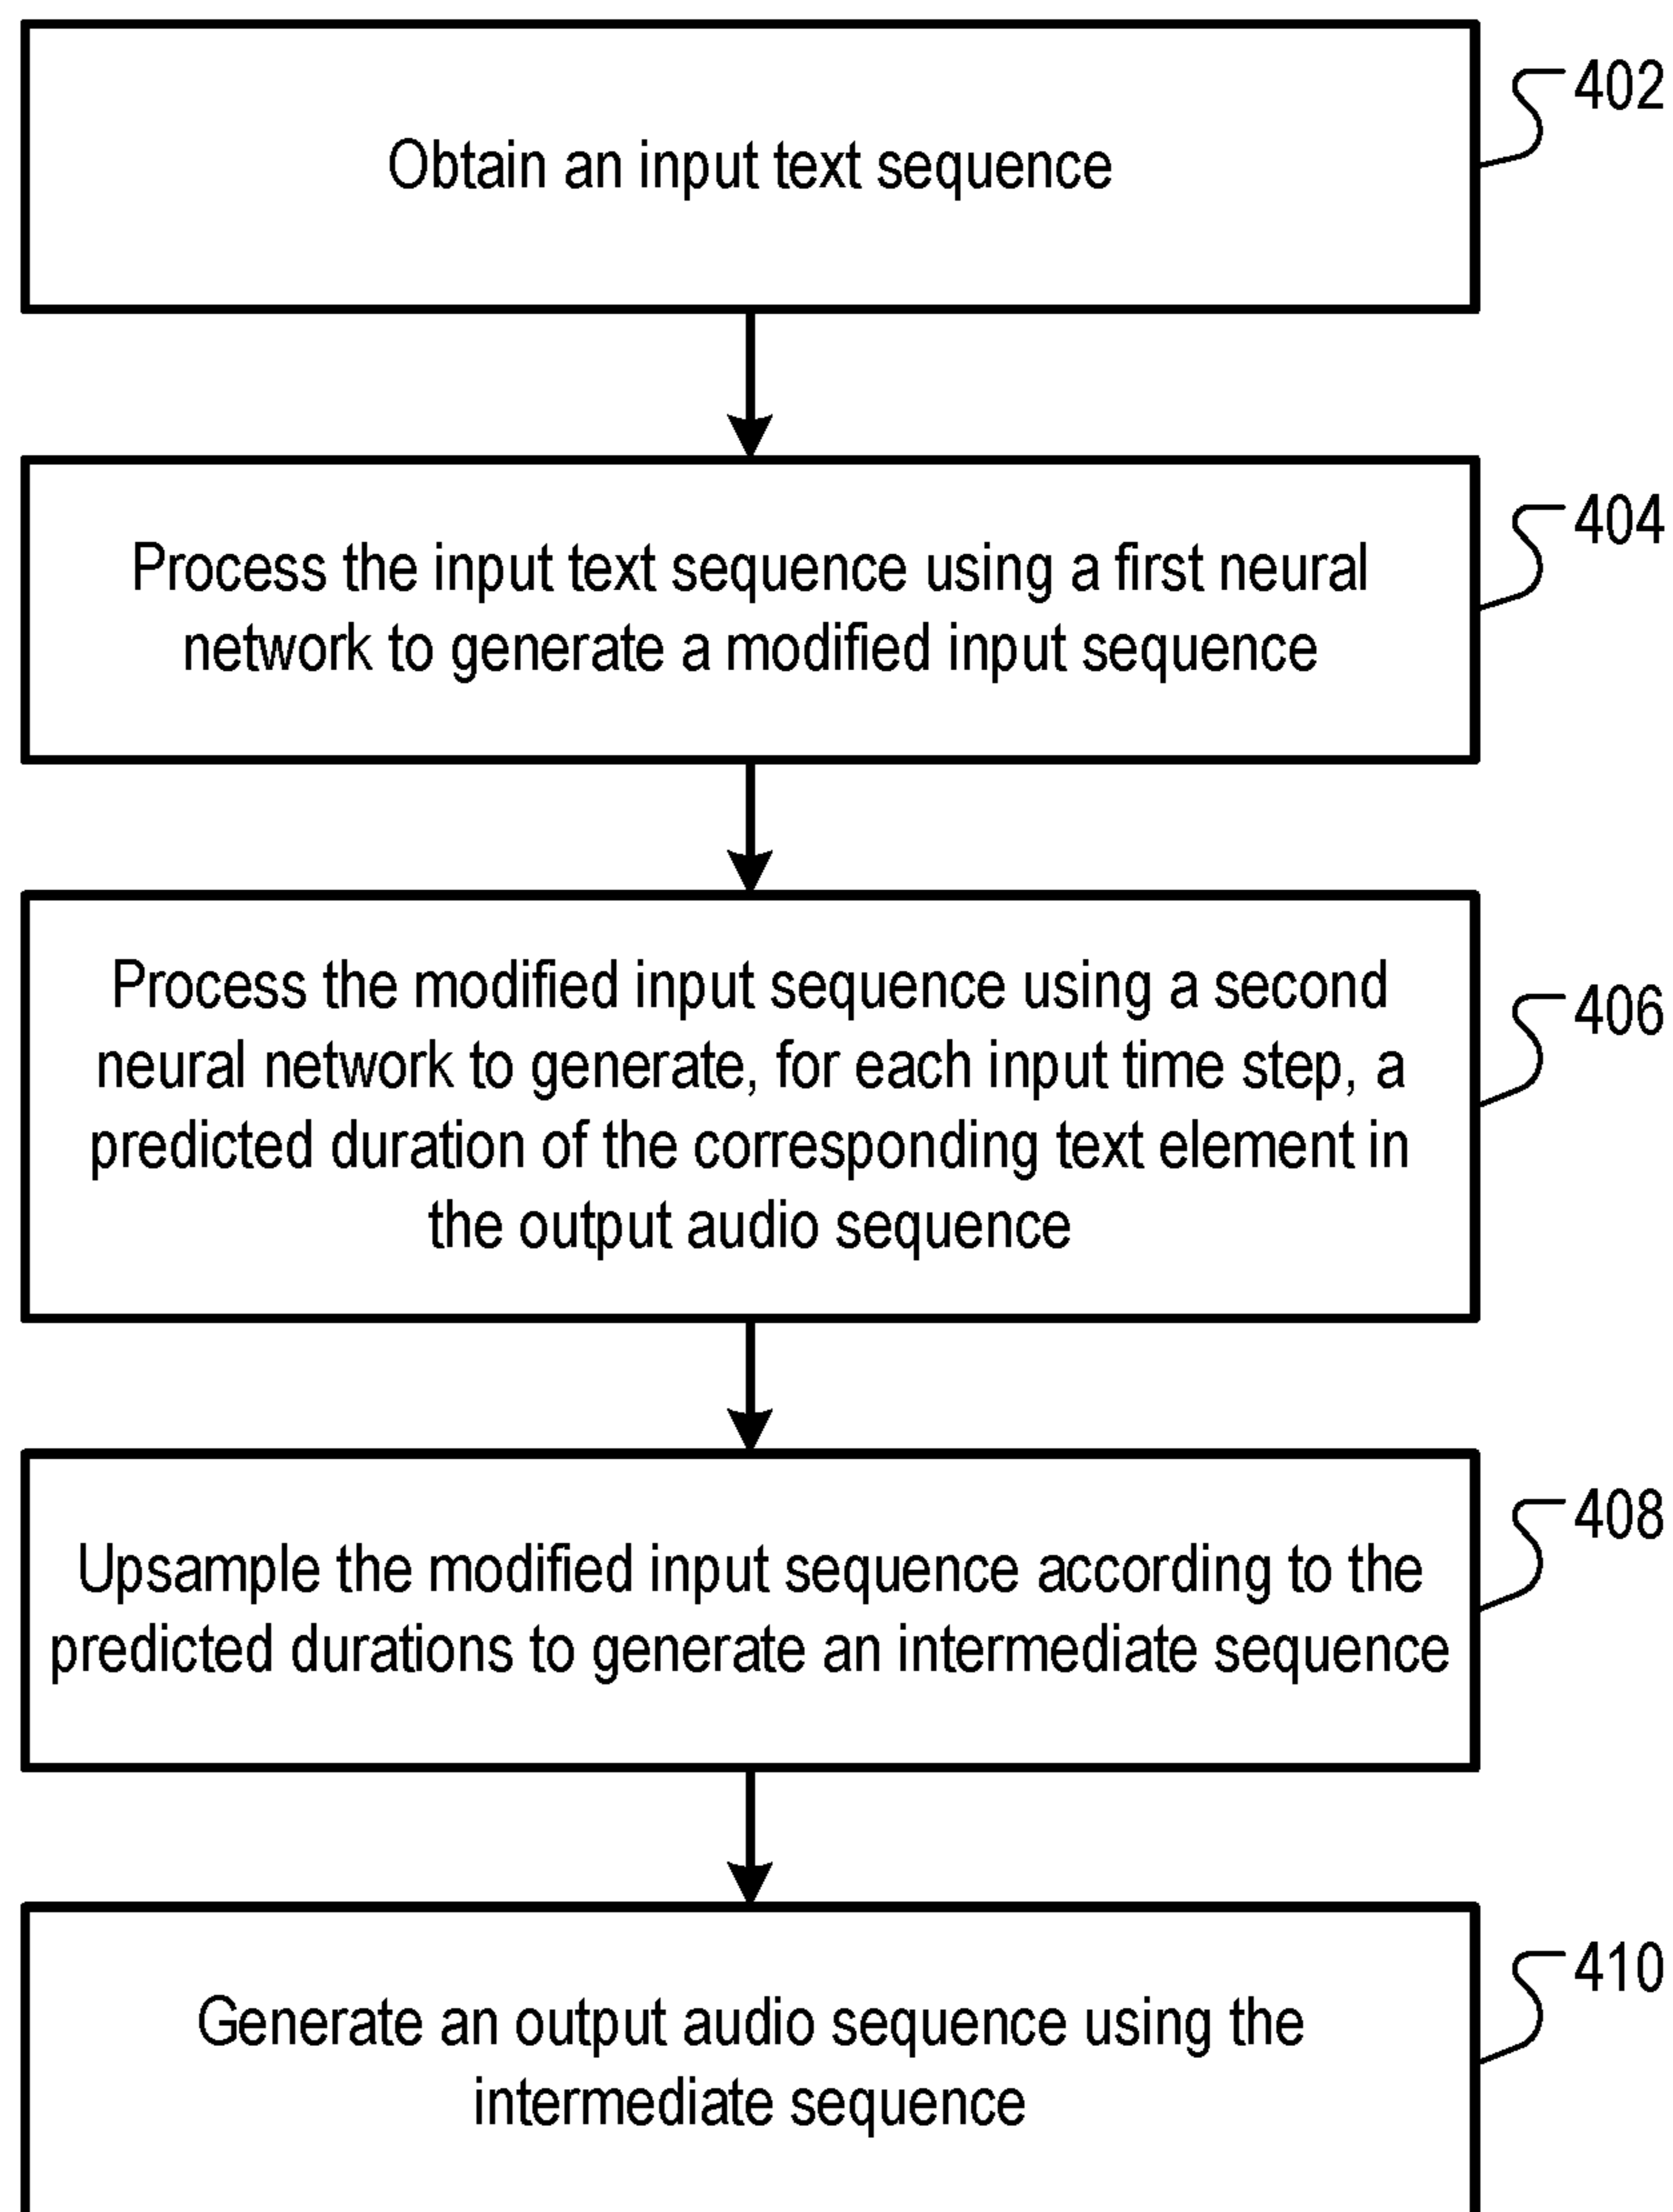 Obtain an input text sequence
402
Process the input text sequence using a first neural
network to generate a modified input sequence
404
Process the modified input sequence using a second
neural network to generate, for each input time step, a
predicted duration of the corresponding text element in
the output audio sequence
406
Upsample the modified input sequence according to the
predicted durations to generate an intermediate sequence
408
Generate an output audio sequence using the
intermediate sequence
410